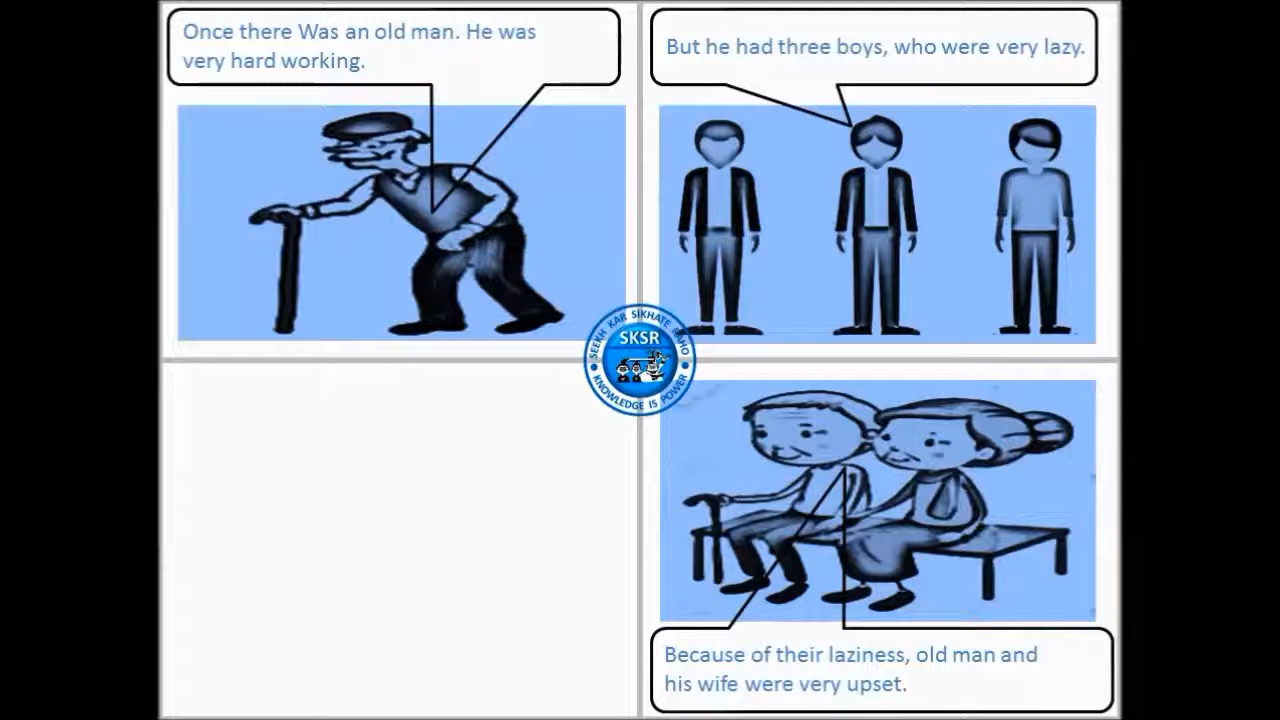 Once there Was an old man. He was
very hard working.
But he had three boys, who were very lazy.
SEEKH KAR SIKHATE RAHO
SKSR
KNOWLEDGE IS POWER
Because of their laziness, old man and
his wife were very upset.